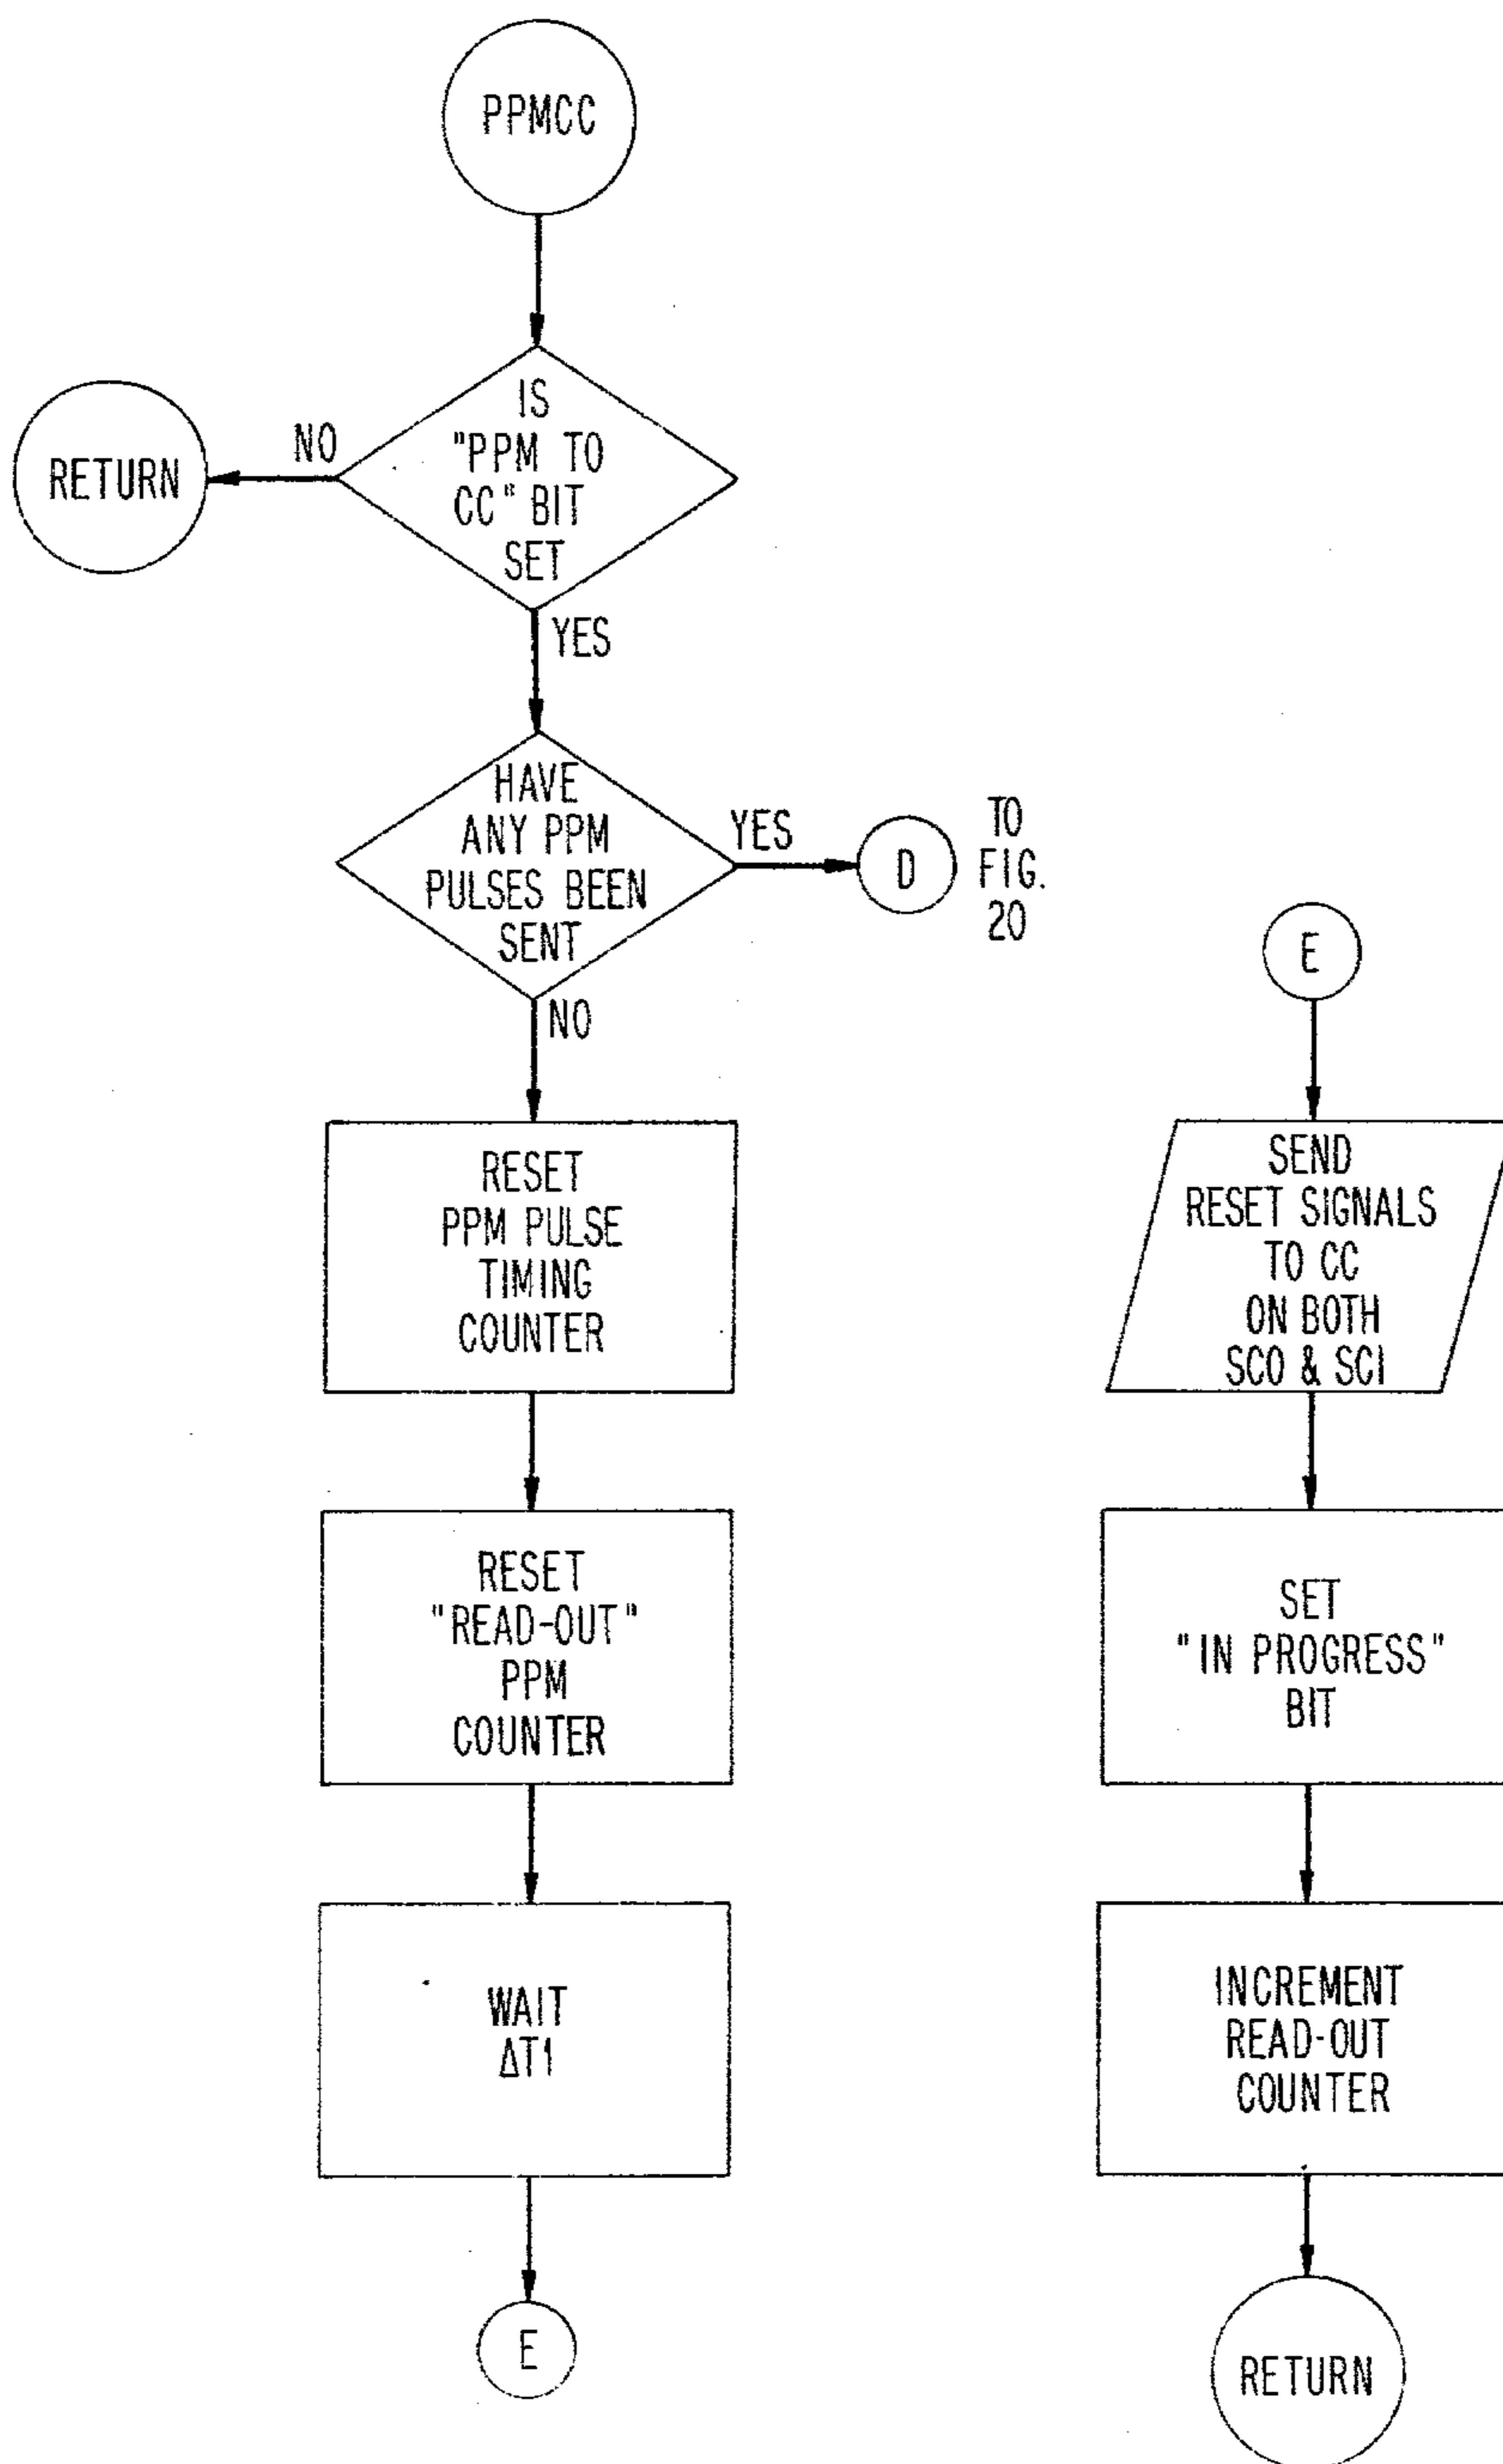 PPMCC
IS
"PPM TO
CC" BIT
SET
NO
RETURN
YES
HAVE
ANY PPM
PULSES BEEN
SENT
YES
D
TO
FIG.
20
NO
RESET
PPM PULSE
TIMING
COUNTER
RESET
"READ-OUT"
PPM
COUNTER
WAIT
ΔT1
E
E
SEND
RESET SIGNALS
TO CC
ON BOTH
SC0 & SC1
SET
"IN PROGRESS"
BIT
INCREMENT
READ-OUT
COUNTER
RETURN